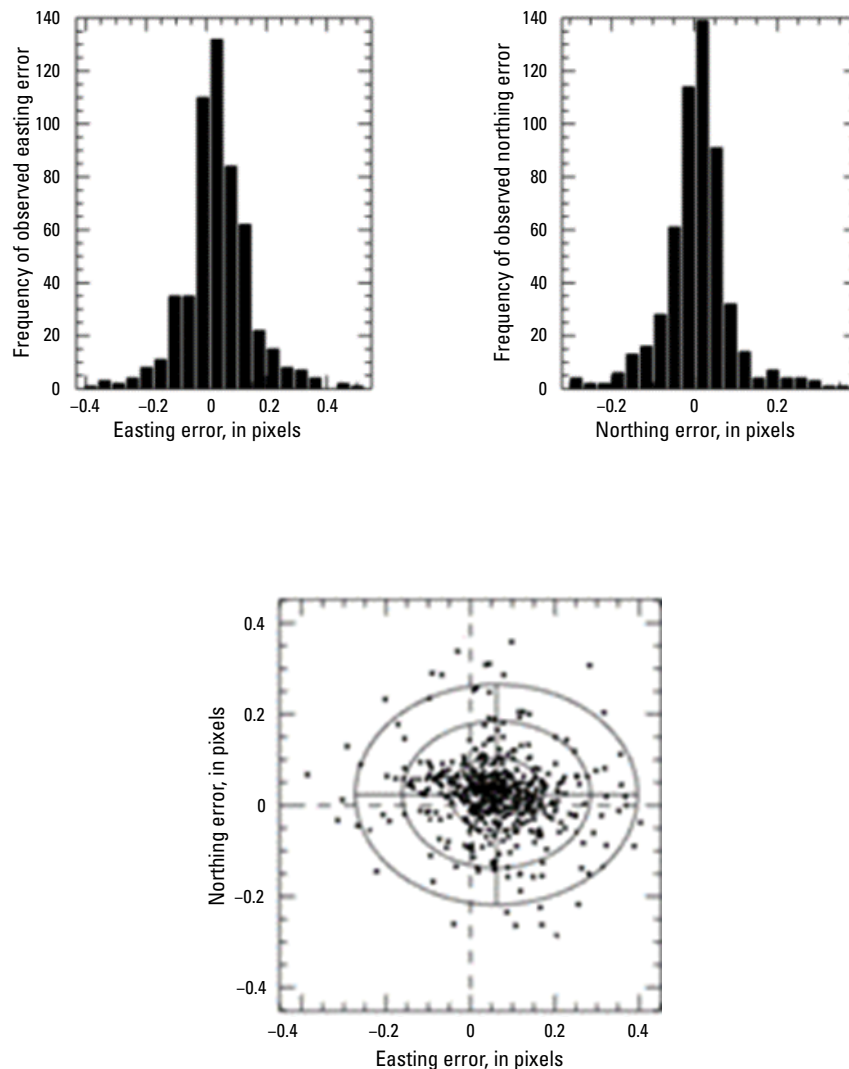 Frequency of observed easting error
140
120
100
80
60
40
20
0
−0.4 −0.2 0 0.2 0.4
Easting error, in pixels
Frequency of observed northing error
140
120
100
80
60
40
20
0
−0.2 0 0.2
Northing error, in pixels
Northing error, in pixels
0.4
0.2
0
−0.2
−0.4
−0.4 −0.2 0 0.2 0.4
Easting error, in pixels